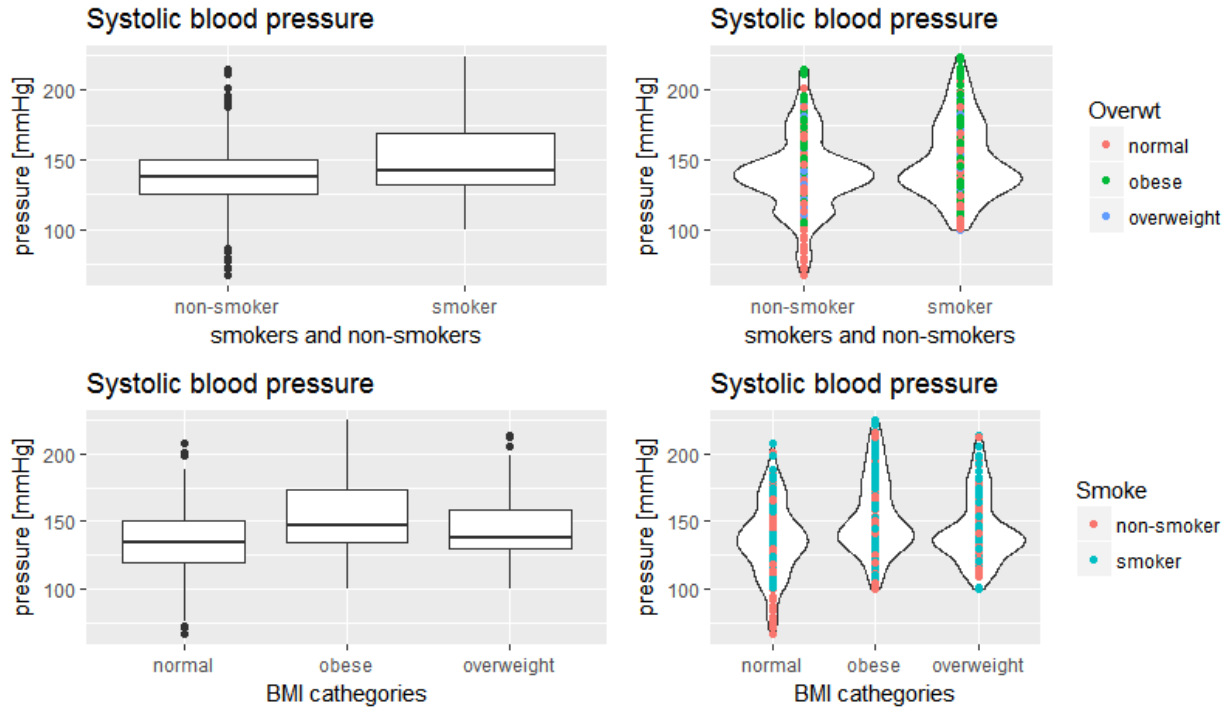 Systolic blood pressure
pressure [mmHg]
200
150
100
non-smoker
smoker
smokers and non-smokers
Systolic blood pressure
pressure [mmHg]
200
150
100
non-smoker
smoker
smokers and non-smokers
Overwt
normal
obese
overweight
Systolic blood pressure
pressure [mmHg]
200
150
100
normal
obese
overweight
BMI cathegories
Systolic blood pressure
pressure [mmHg]
200
150
100
normal
obese
overweight
BMI cathegories
Smoke
non-smoker
smoker